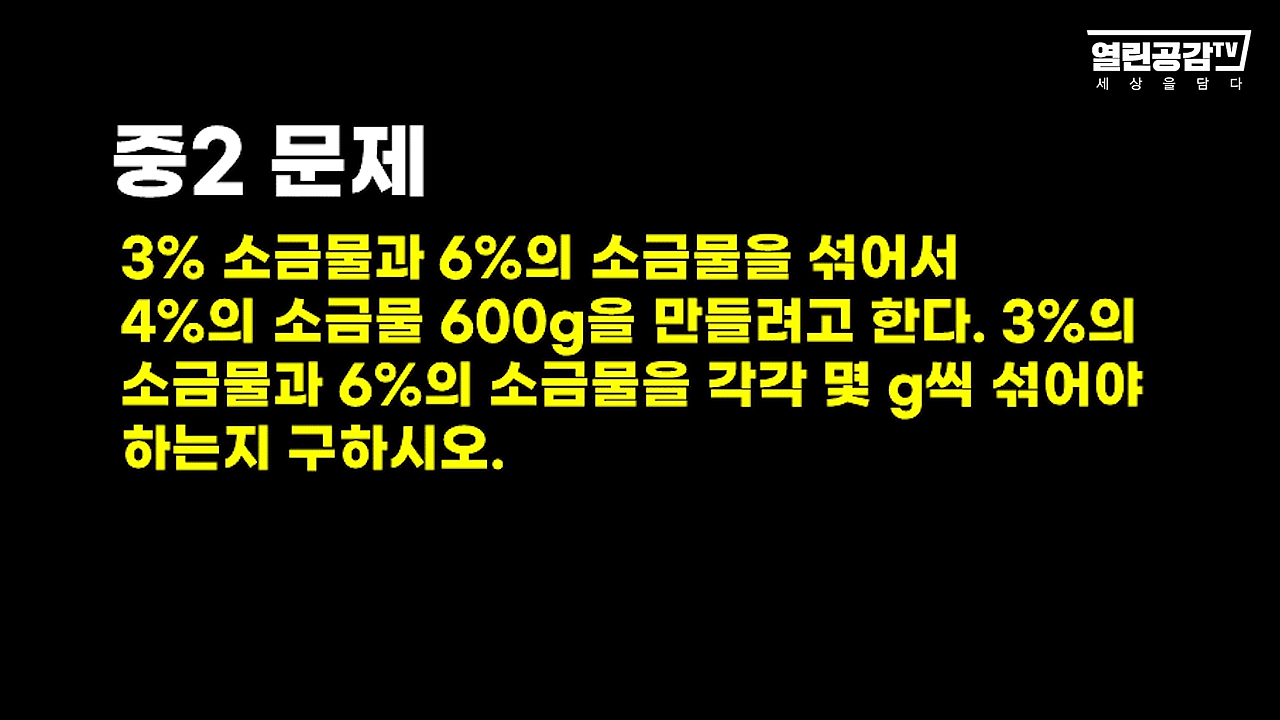 열린공감TV
세상을담다
중2 문제
3% 소금물과 6%의 소금물을 섞어서
4%의 소금물 600g을 만들려고 한다. 3%의
소금물과 6%의 소금물을 각각 몇 g씩 섞어야
하는지 구하시오.